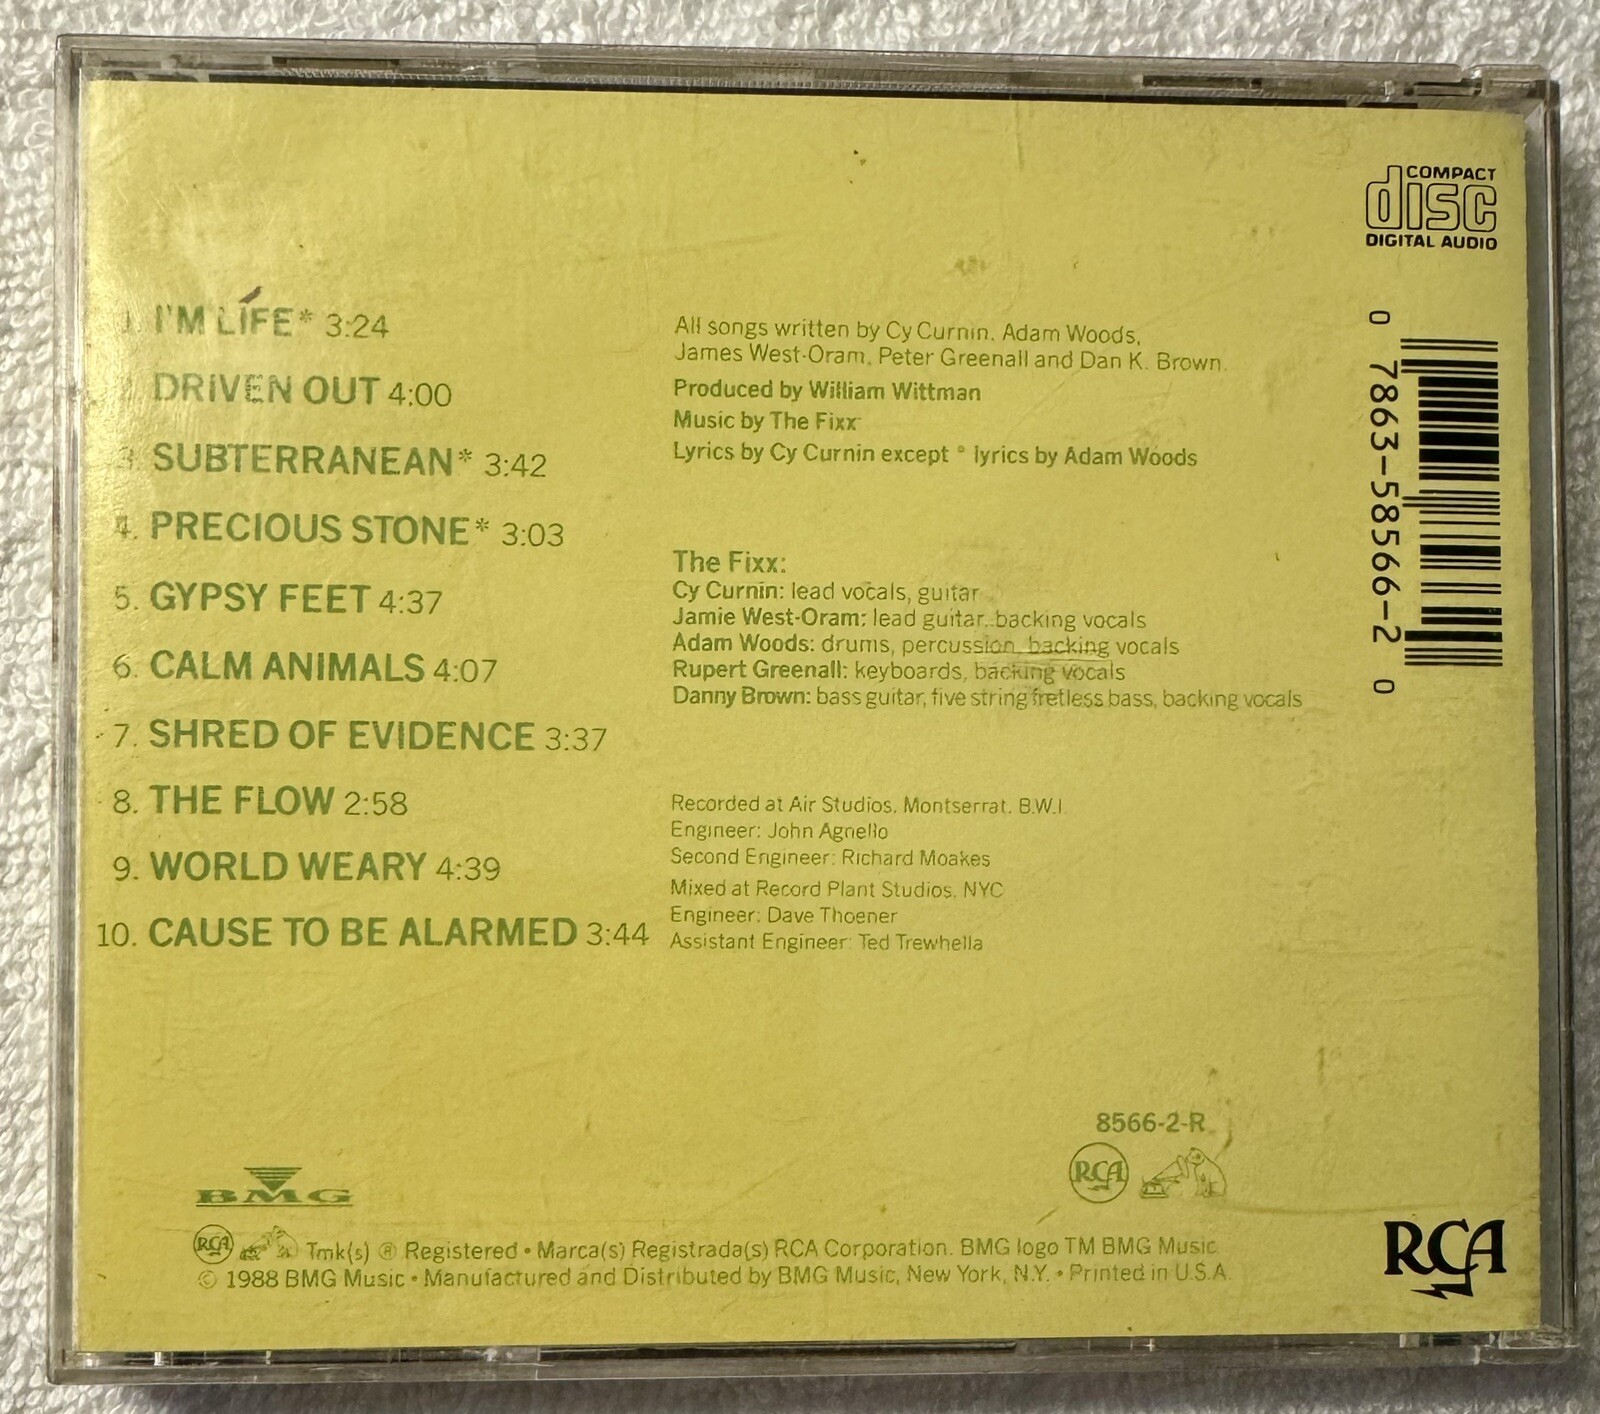 COMPACT
disc
DIGITAL AUDIO
1. I'M LIFE* 3:24
2. DRIVEN OUT 4:00
3. SUBTERRANEAN* 3:42
4. PRECIOUS STONE* 3:03
5. GYPSY FEET 4:37
6. CALM ANIMALS 4:07
7. SHRED OF EVIDENCE 3:37
8. THE FLOW 2:58
9. WORLD WEARY 4:39
10. CAUSE TO BE ALARMED 3:44
All songs written by Cy Curnin, Adam Woods,
James West-Oram, Peter Greenall and Dan K. Brown.
Produced by William Wittman
Music by The Fixx
Lyrics by Cy Curnin except * lyrics by Adam Woods
The Fixx:
Cy Curnin: lead vocals, guitar
Jamie West-Oram: lead guitar, backing vocals
Adam Woods: drums, percussion, backing vocals
Rupert Greenall: keyboards, backing vocals
Danny Brown: bass guitar, five string fretless bass, backing vocals
Recorded at Air Studios, Montserrat, B.W.I.
Engineer: John Agnello
Second Engineer: Richard Moakes
Mixed at Record Plant Studios, NYC
Engineer: Dave Thoener
Assistant Engineer: Ted Trewhella
0 7863-58566-2 0
8566-2-R
RCA
BMG
RCA Tmk(s) ® Registered • Marca(s) Registrada(s) RCA Corporation. BMG logo TM BMG Music
© 1988 BMG Music • Manufactured and Distributed by BMG Music, New York, N.Y. • Printed in U.S.A.
RCA